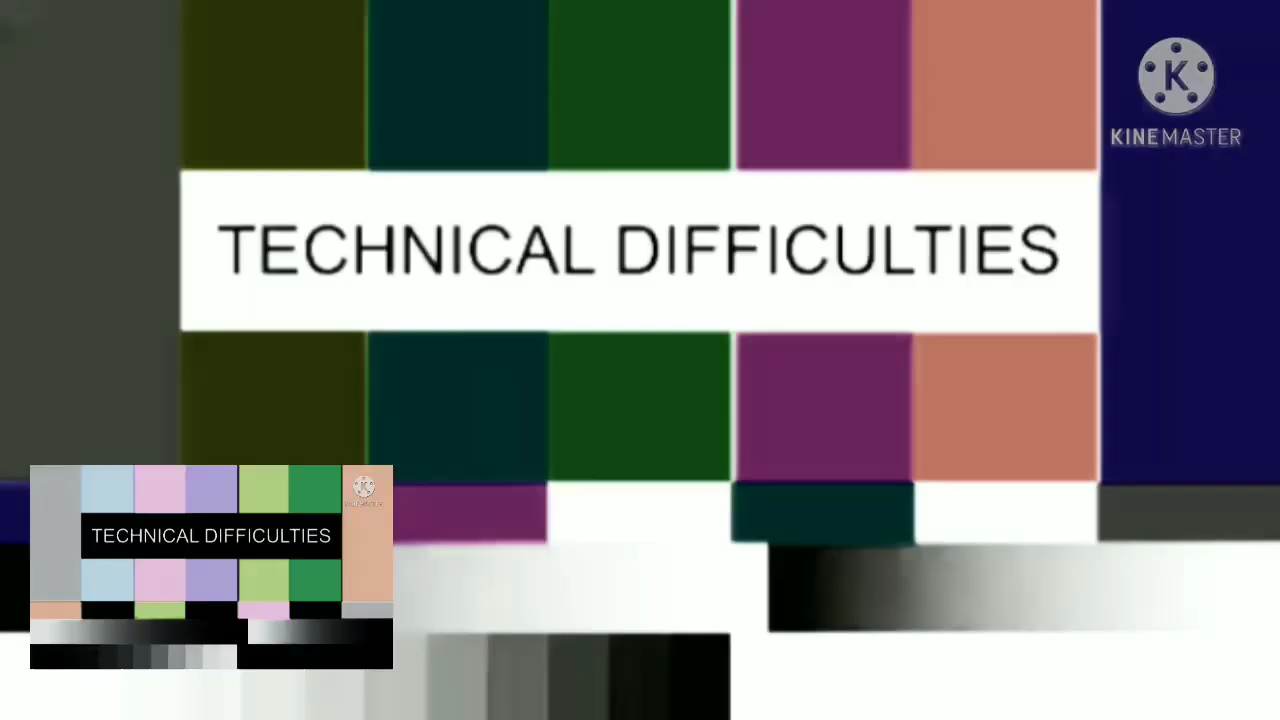 TECHNICAL DIFFICULTIES
K
KINEMASTER
TECHNICAL DIFFICULTIES
K